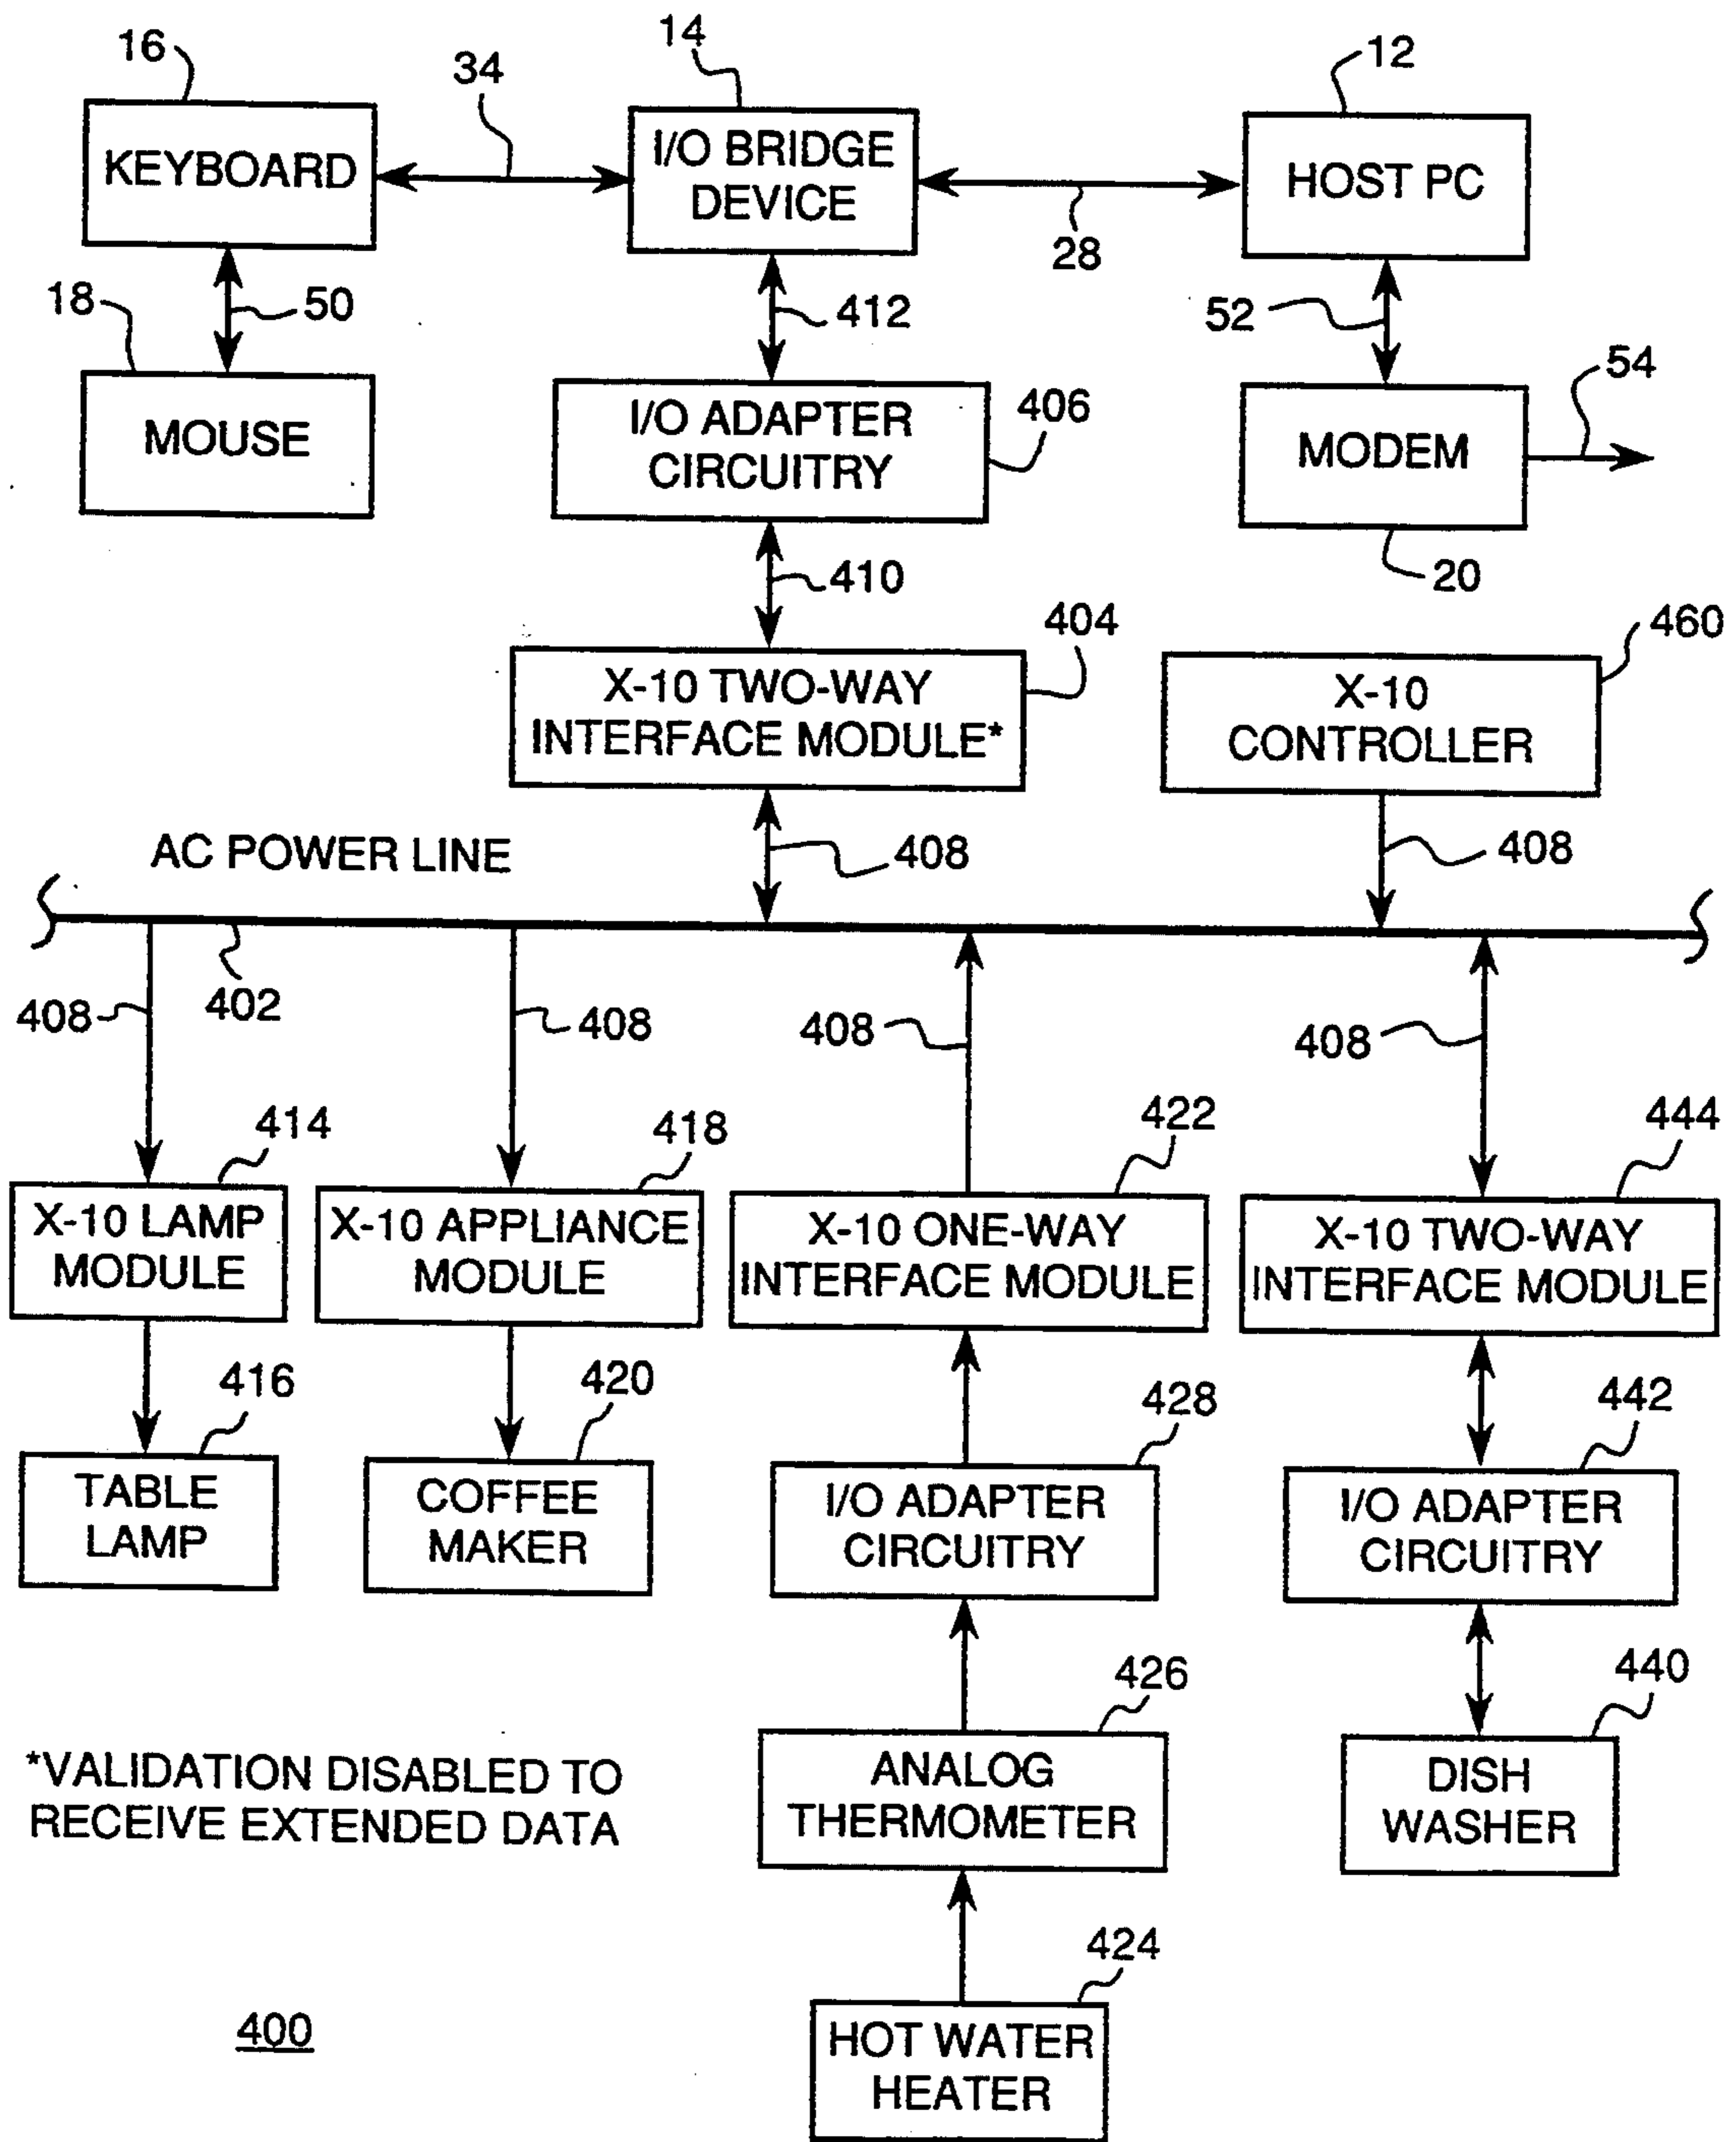 16
34
14
12
KEYBOARD
I/O BRIDGE
DEVICE
HOST PC
28
18
50
412
52
54
MOUSE
I/O ADAPTER
CIRCUITRY
406
MODEM
20
410
404
460
X-10 TWO-WAY
INTERFACE MODULE*
X-10
CONTROLLER
AC POWER LINE
408
408
402
408
408
408
408
414
418
422
444
X-10 LAMP
MODULE
X-10 APPLIANCE
MODULE
X-10 ONE-WAY
INTERFACE MODULE
X-10 TWO-WAY
INTERFACE MODULE
416
420
428
442
TABLE
LAMP
COFFEE
MAKER
I/O ADAPTER
CIRCUITRY
I/O ADAPTER
CIRCUITRY
426
440
*VALIDATION DISABLED TO
RECEIVE EXTENDED DATA
ANALOG
THERMOMETER
DISH
WASHER
424
400
HOT WATER
HEATER